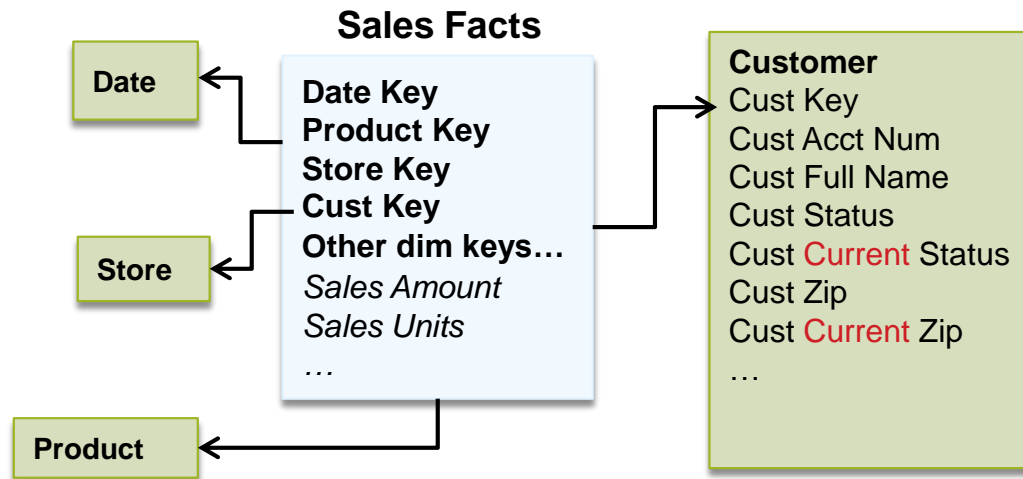 Sales Facts
Date
Date Key
Product Key
Store Key
Cust Key
Other dim keys…
Sales Amount
Sales Units
…
Store
Product
Customer
Cust Key
Cust Acct Num
Cust Full Name
Cust Status
Cust Current Status
Cust Zip
Cust Current Zip
…